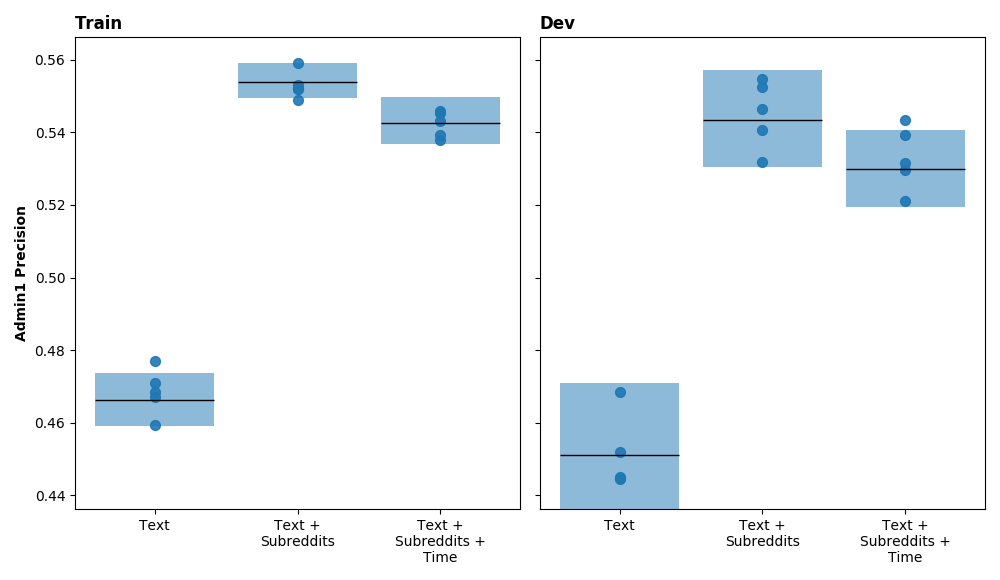 Train
Dev
Admin1 Precision
0.56
0.54
0.52
0.50
0.48
0.46
0.44
Text
Text +
Subreddits
Text +
Subreddits +
Time
Text
Text +
Subreddits
Text +
Subreddits +
Time